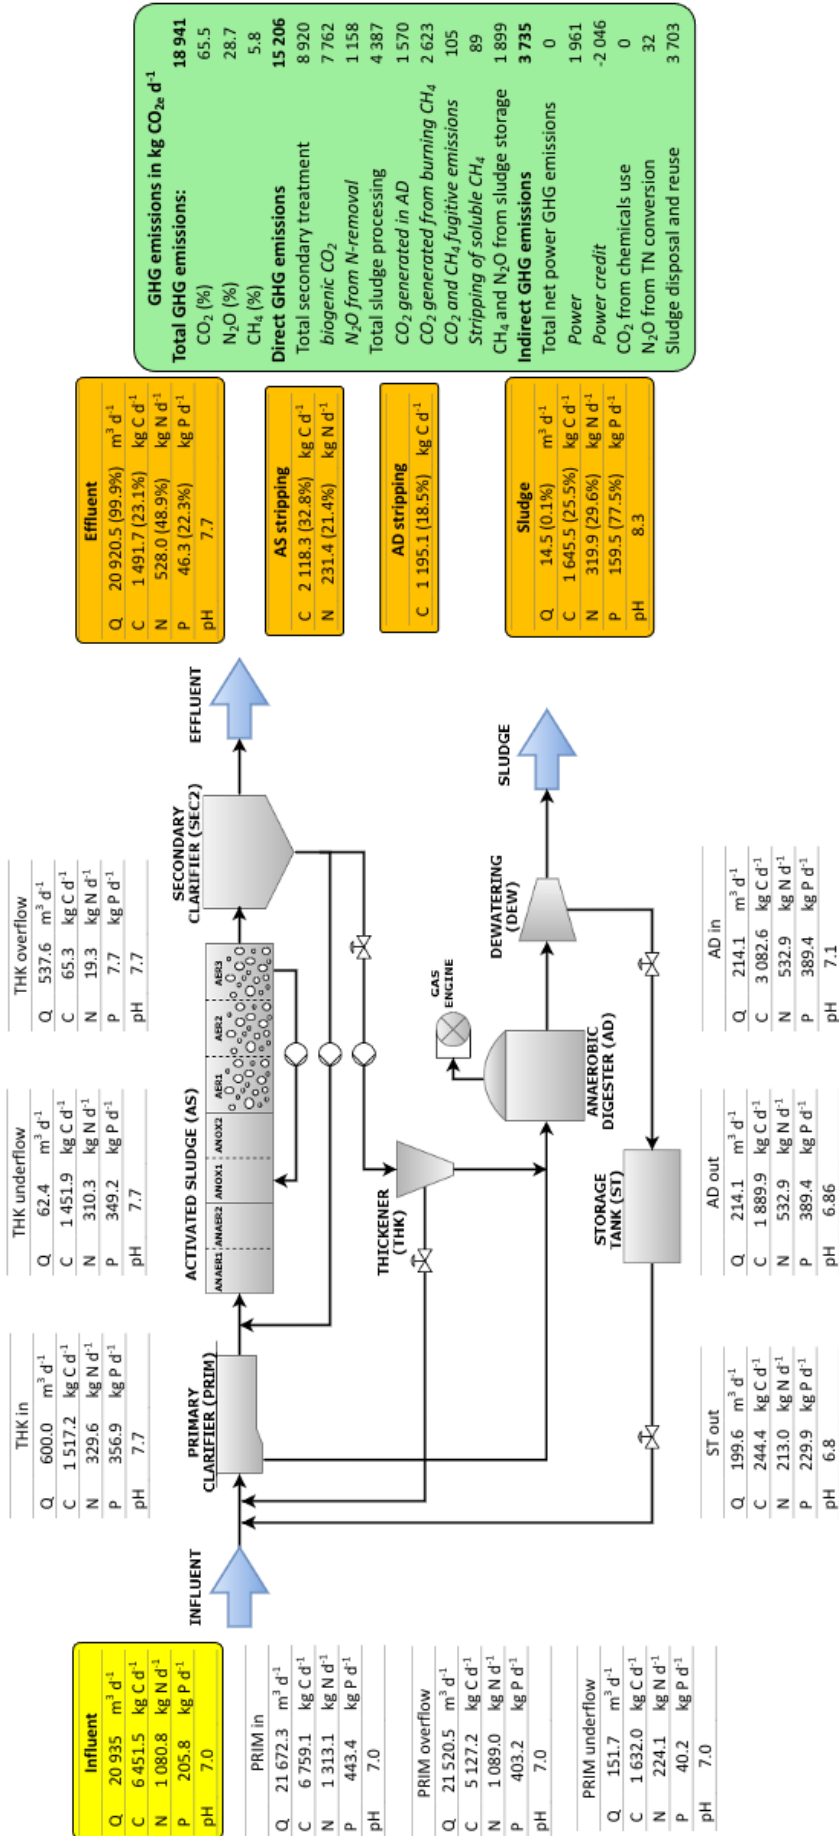 THK in
Q 600.0 m³ d⁻¹
C 1 517.2 kg C d⁻¹
N 329.6 kg N d⁻¹
P 356.9 kg P d⁻¹
pH 7.7
THK underflow
Q 62.4 m³ d⁻¹
C 1 451.9 kg C d⁻¹
N 310.3 kg N d⁻¹
P 349.2 kg P d⁻¹
pH 7.7
THK overflow
Q 537.6 m³ d⁻¹
C 65.3 kg C d⁻¹
N 19.3 kg N d⁻¹
P 7.7 kg P d⁻¹
pH 7.7
Influent
Q 20 935 m³ d⁻¹
C 6 451.5 kg C d⁻¹
N 1 080.8 kg N d⁻¹
P 205.8 kg P d⁻¹
pH 7.0
PRIM in
Q 21 672.3 m³ d⁻¹
C 6 759.1 kg C d⁻¹
N 1 313.1 kg N d⁻¹
P 443.4 kg P d⁻¹
pH 7.0
PRIM overflow
Q 21 520.5 m³ d⁻¹
C 5 127.2 kg C d⁻¹
N 1 089.0 kg N d⁻¹
P 403.2 kg P d⁻¹
pH 7.0
PRIM underflow
Q 151.7 m³ d⁻¹
C 1 632.0 kg C d⁻¹
N 224.1 kg N d⁻¹
P 40.2 kg P d⁻¹
pH 7.0
INFLUENT
PRIMARY
CLARIFIER (PRIM)
ACTIVATED SLUDGE (AS)
ANAER1 ANAER2 ANOX1 ANOX2 AER1 AER2 AER3
SECONDARY
CLARIFIER (SEC2)
EFFLUENT
THICKENER
(THK)
GAS
ENGINE
ANAEROBIC
DIGESTER (AD)
DEWATERING
(DEW)
SLUDGE
STORAGE
TANK (ST)
ST out
Q 199.6 m³ d⁻¹
C 244.4 kg C d⁻¹
N 213.0 kg N d⁻¹
P 229.9 kg P d⁻¹
pH 6.8
AD out
Q 214.1 m³ d⁻¹
C 1 889.9 kg C d⁻¹
N 532.9 kg N d⁻¹
P 389.4 kg P d⁻¹
pH 6.86
AD in
Q 214.1 m³ d⁻¹
C 3 082.6 kg C d⁻¹
N 532.9 kg N d⁻¹
P 389.4 kg P d⁻¹
pH 7.1
Effluent
Q 20 920.5 (99.9%) m³ d⁻¹
C 1 491.7 (23.1%) kg C d⁻¹
N 528.0 (48.9%) kg N d⁻¹
P 46.3 (22.3%) kg P d⁻¹
pH 7.7
AS stripping
C 2 118.3 (32.8%) kg C d⁻¹
N 231.4 (21.4%) kg N d⁻¹
AD stripping
C 1 195.1 (18.5%) kg C d⁻¹
Sludge
Q 14.5 (0.1%) m³ d⁻¹
C 1 645.5 (25.5%) kg C d⁻¹
N 319.9 (29.6%) kg N d⁻¹
P 159.5 (77.5%) kg P d⁻¹
pH 8.3
GHG emissions in kg CO₂ₑ d⁻¹
Total GHG emissions: 18 941
CO₂ (%) 65.5
N₂O (%) 28.7
CH₄ (%) 5.8
Direct GHG emissions 15 206
Total secondary treatment 8 920
biogenic CO₂ 7 762
N₂O from N-removal 1 158
Total sludge processing 4 387
CO₂ generated in AD 1 570
CO₂ generated from burning CH₄ 2 623
CO₂ and CH₄ fugitive emissions 105
Stripping of soluble CH₄ 89
CH₄ and N₂O from sludge storage 1 899
Indirect GHG emissions 3 735
Total net power GHG emissions 0
Power 1 961
Power credit -2 046
CO₂ from chemicals use 0
N₂O from TN conversion 32
Sludge disposal and reuse 3 703